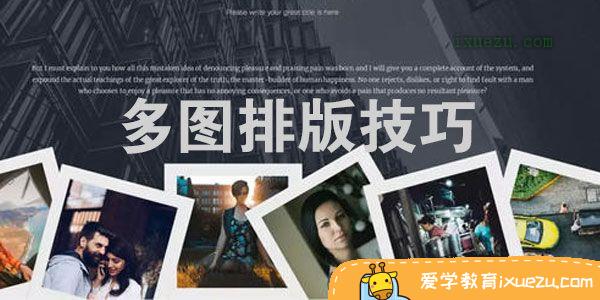 Please write your great title is here
ixuezu.com
But I must explain to you how all this mistaken idea of denouncing pleasure and praising pain was born and I will give you a complete account of the system, and
expound the actual teachings of the great explorer of the truth, the master-builder of human happiness. No one rejects, dislikes, or right to find fault with a man
who chooses to enjoy a pleasure that has no annoying consequences, or one who avoids a pain that produces no resultant pleasure?
多图排版技巧
爱学教育ixuezu.com